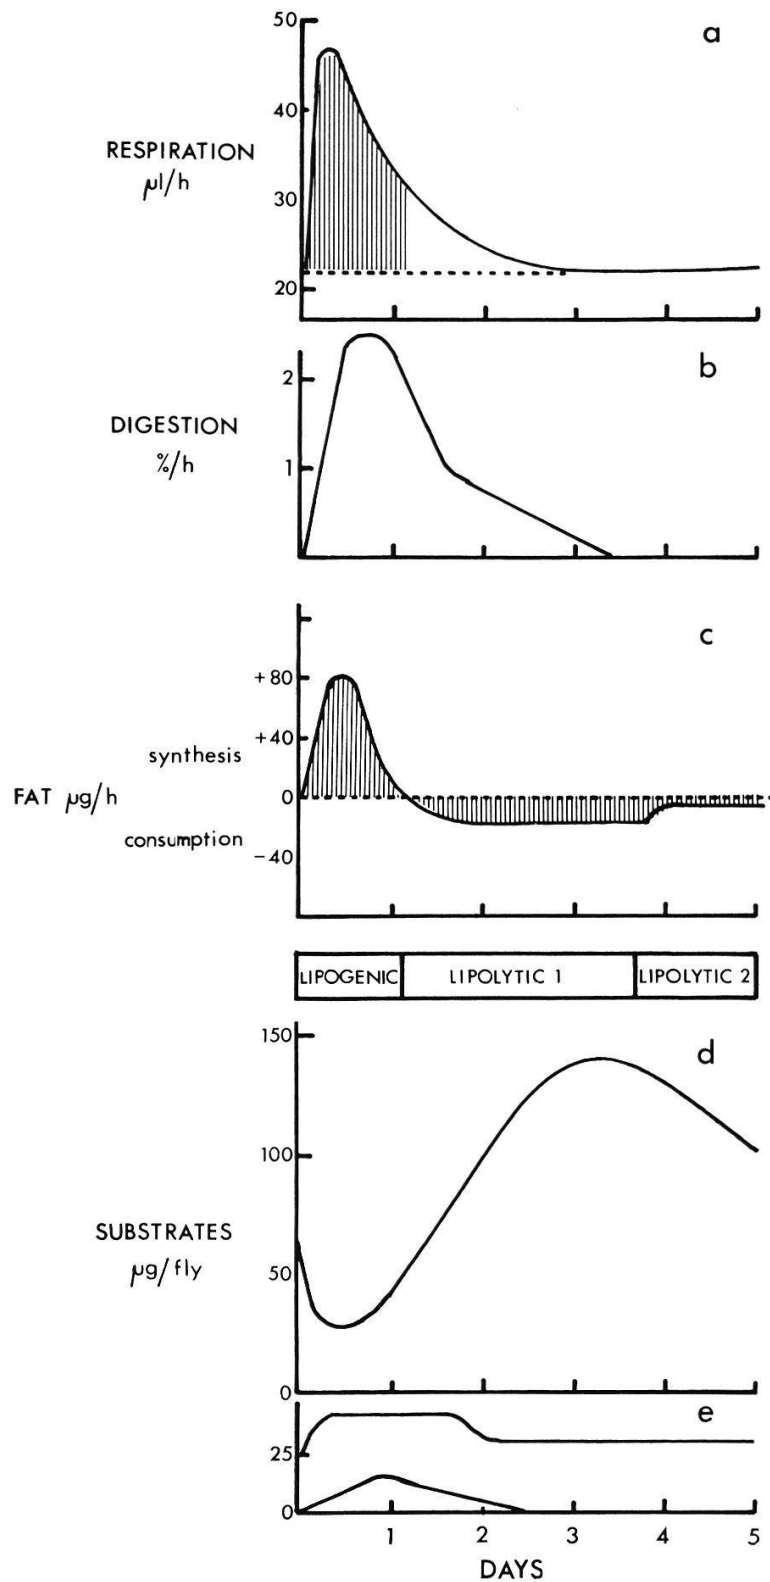 a
50
40
30
20
RESPIRATION
µl/h
b
2
1
DIGESTION
%/h
c
+80
+40
0
−40
synthesis
FAT µg/h
consumption
LIPOGENIC LIPOLYTIC 1 LIPOLYTIC 2
d
150
100
50
0
SUBSTRATES
µg/fly
e
25
0
1 2 3 4 5
DAYS